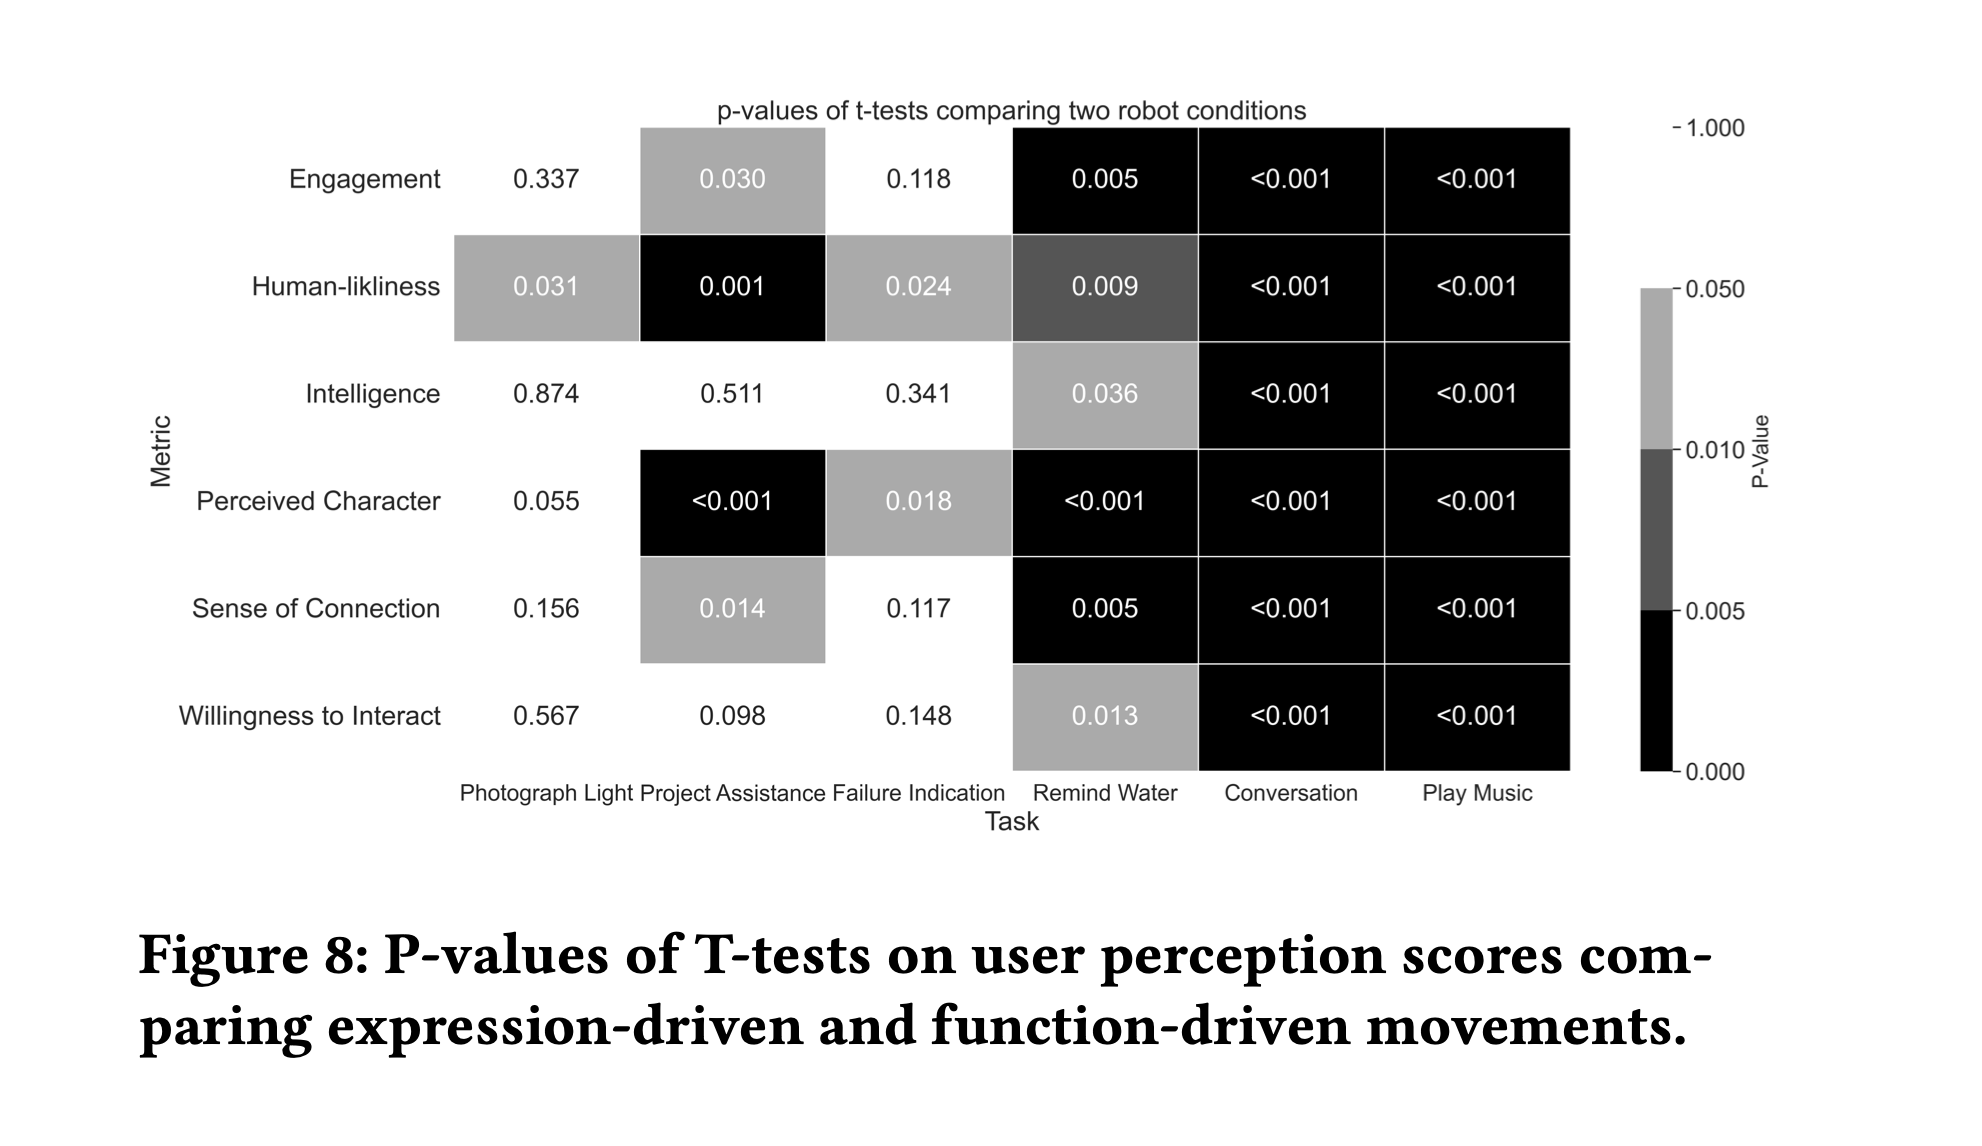 p-values of t-tests comparing two robot conditions
Engagement 0.337 0.030 0.118 0.005 <0.001 <0.001
Human-likliness 0.031 0.001 0.024 0.009 <0.001 <0.001
Intelligence 0.874 0.511 0.341 0.036 <0.001 <0.001
Perceived Character 0.055 <0.001 0.018 <0.001 <0.001 <0.001
Sense of Connection 0.156 0.014 0.117 0.005 <0.001 <0.001
Willingness to Interact 0.567 0.098 0.148 0.013 <0.001 <0.001
Metric
Photograph Light Project Assistance Failure Indication Remind Water Conversation Play Music
Task
1.000
0.050
0.010
0.005
0.000
P-Value
Figure 8: P-values of T-tests on user perception scores com-
paring expression-driven and function-driven movements.